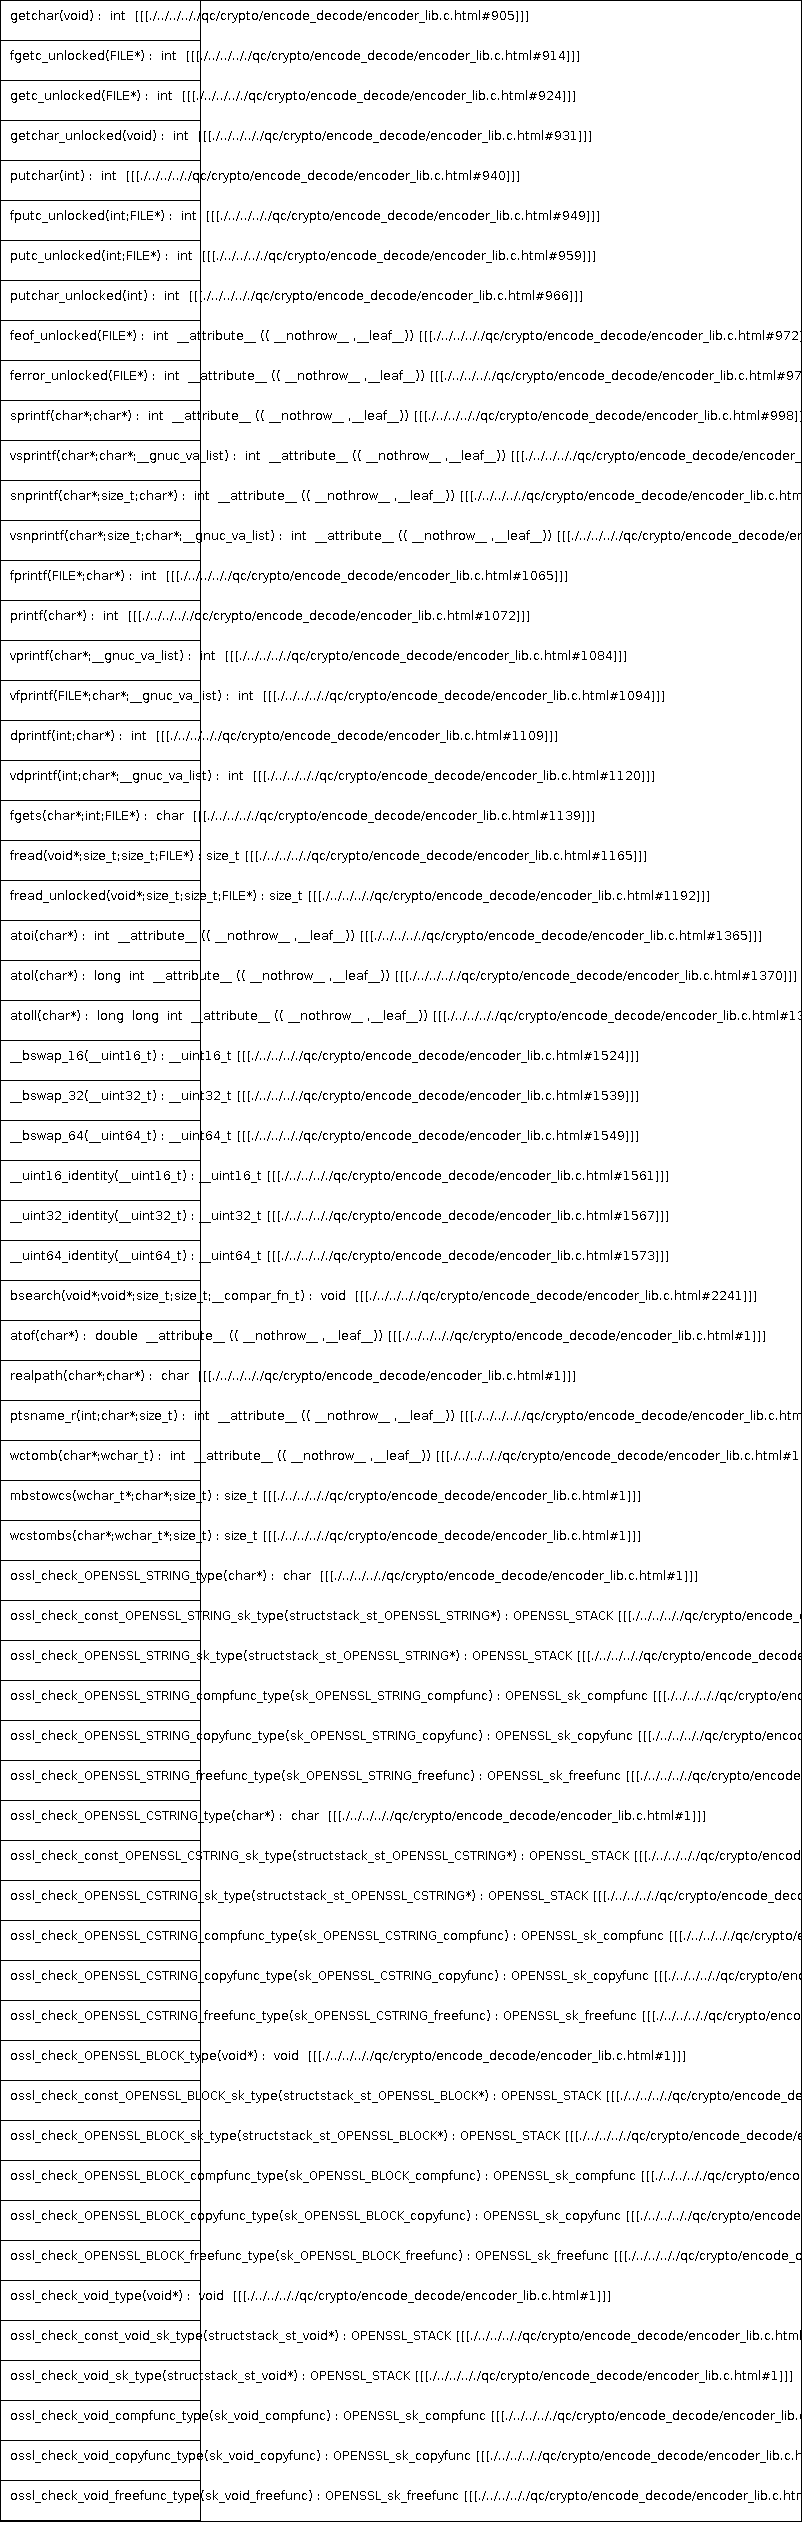 getchar(void) :  int  [[[./../../../../qc/crypto/encode_decode/encoder_lib.c.html#905]]]
fgetc_unlocked(FILE*) :  int  [[[./../../../../qc/crypto/encode_decode/encoder_lib.c.html#914]]]
getc_unlocked(FILE*) :  int  [[[./../../../../qc/crypto/encode_decode/encoder_lib.c.html#924]]]
getchar_unlocked(void) :  int  [[[./../../../../qc/crypto/encode_decode/encoder_lib.c.html#931]]]
putchar(int) :  int  [[[./../../../../qc/crypto/encode_decode/encoder_lib.c.html#940]]]
fputc_unlocked(int;FILE*) :  int  [[[./../../../../qc/crypto/encode_decode/encoder_lib.c.html#949]]]
putc_unlocked(int;FILE*) :  int  [[[./../../../../qc/crypto/encode_decode/encoder_lib.c.html#959]]]
putchar_unlocked(int) :  int  [[[./../../../../qc/crypto/encode_decode/encoder_lib.c.html#966]]]
feof_unlocked(FILE*) :  int  __attribute__ (( __nothrow__ ,__leaf__)) [[[./../../../../qc/crypto/encode_decode/encoder_lib.c.html#972]
ferror_unlocked(FILE*) :  int  __attribute__ (( __nothrow__ ,__leaf__)) [[[./../../../../qc/crypto/encode_decode/encoder_lib.c.html#97
sprintf(char*;char*) :  int  __attribute__ (( __nothrow__ ,__leaf__)) [[[./../../../../qc/crypto/encode_decode/encoder_lib.c.html#998]]
vsprintf(char*;char*;__gnuc_va_list) :  int  __attribute__ (( __nothrow__ ,__leaf__)) [[[./../../../../qc/crypto/encode_decode/encoder_
snprintf(char*;size_t;char*) :  int  __attribute__ (( __nothrow__ ,__leaf__)) [[[./../../../../qc/crypto/encode_decode/encoder_lib.c.htm
vsnprintf(char*;size_t;char*;__gnuc_va_list) :  int  __attribute__ (( __nothrow__ ,__leaf__)) [[[./../../../../qc/crypto/encode_decode/en
fprintf(FILE*;char*) :  int  [[[./../../../../qc/crypto/encode_decode/encoder_lib.c.html#1065]]]
printf(char*) :  int  [[[./../../../../qc/crypto/encode_decode/encoder_lib.c.html#1072]]]
vprintf(char*;__gnuc_va_list) :  int  [[[./../../../../qc/crypto/encode_decode/encoder_lib.c.html#1084]]]
vfprintf(FILE*;char*;__gnuc_va_list) :  int  [[[./../../../../qc/crypto/encode_decode/encoder_lib.c.html#1094]]]
dprintf(int;char*) :  int  [[[./../../../../qc/crypto/encode_decode/encoder_lib.c.html#1109]]]
vdprintf(int;char*;__gnuc_va_list) :  int  [[[./../../../../qc/crypto/encode_decode/encoder_lib.c.html#1120]]]
fgets(char*;int;FILE*) :  char  [[[./../../../../qc/crypto/encode_decode/encoder_lib.c.html#1139]]]
fread(void*;size_t;size_t;FILE*) : size_t [[[./../../../../qc/crypto/encode_decode/encoder_lib.c.html#1165]]]
fread_unlocked(void*;size_t;size_t;FILE*) : size_t [[[./../../../../qc/crypto/encode_decode/encoder_lib.c.html#1192]]]
atoi(char*) :  int  __attribute__ (( __nothrow__ ,__leaf__)) [[[./../../../../qc/crypto/encode_decode/encoder_lib.c.html#1365]]]
atol(char*) :  long  int  __attribute__ (( __nothrow__ ,__leaf__)) [[[./../../../../qc/crypto/encode_decode/encoder_lib.c.html#1370]]]
atoll(char*) :  long  long  int  __attribute__ (( __nothrow__ ,__leaf__)) [[[./../../../../qc/crypto/encode_decode/encoder_lib.c.html#13
__bswap_16(__uint16_t) : __uint16_t [[[./../../../../qc/crypto/encode_decode/encoder_lib.c.html#1524]]]
__bswap_32(__uint32_t) : __uint32_t [[[./../../../../qc/crypto/encode_decode/encoder_lib.c.html#1539]]]
__bswap_64(__uint64_t) : __uint64_t [[[./../../../../qc/crypto/encode_decode/encoder_lib.c.html#1549]]]
__uint16_identity(__uint16_t) : __uint16_t [[[./../../../../qc/crypto/encode_decode/encoder_lib.c.html#1561]]]
__uint32_identity(__uint32_t) : __uint32_t [[[./../../../../qc/crypto/encode_decode/encoder_lib.c.html#1567]]]
__uint64_identity(__uint64_t) : __uint64_t [[[./../../../../qc/crypto/encode_decode/encoder_lib.c.html#1573]]]
bsearch(void*;void*;size_t;size_t;__compar_fn_t) :  void  [[[./../../../../qc/crypto/encode_decode/encoder_lib.c.html#2241]]]
atof(char*) :  double  __attribute__ (( __nothrow__ ,__leaf__)) [[[./../../../../qc/crypto/encode_decode/encoder_lib.c.html#1]]]
realpath(char*;char*) :  char  [[[./../../../../qc/crypto/encode_decode/encoder_lib.c.html#1]]]
ptsname_r(int;char*;size_t) :  int  __attribute__ (( __nothrow__ ,__leaf__)) [[[./../../../../qc/crypto/encode_decode/encoder_lib.c.htm
wctomb(char*;wchar_t) :  int  __attribute__ (( __nothrow__ ,__leaf__)) [[[./../../../../qc/crypto/encode_decode/encoder_lib.c.html#1
mbstowcs(wchar_t*;char*;size_t) : size_t [[[./../../../../qc/crypto/encode_decode/encoder_lib.c.html#1]]]
wcstombs(char*;wchar_t*;size_t) : size_t [[[./../../../../qc/crypto/encode_decode/encoder_lib.c.html#1]]]
ossl_check_OPENSSL_STRING_type(char*) :  char  [[[./../../../../qc/crypto/encode_decode/encoder_lib.c.html#1]]]
ossl_check_const_OPENSSL_STRING_sk_type(structstack_st_OPENSSL_STRING*) : OPENSSL_STACK [[[./../../../../qc/crypto/encode_
ossl_check_OPENSSL_STRING_sk_type(structstack_st_OPENSSL_STRING*) : OPENSSL_STACK [[[./../../../../qc/crypto/encode_decode
ossl_check_OPENSSL_STRING_compfunc_type(sk_OPENSSL_STRING_compfunc) : OPENSSL_sk_compfunc [[[./../../../../qc/crypto/enc
ossl_check_OPENSSL_STRING_copyfunc_type(sk_OPENSSL_STRING_copyfunc) : OPENSSL_sk_copyfunc [[[./../../../../qc/crypto/encod
ossl_check_OPENSSL_STRING_freefunc_type(sk_OPENSSL_STRING_freefunc) : OPENSSL_sk_freefunc [[[./../../../../qc/crypto/encode
ossl_check_OPENSSL_CSTRING_type(char*) :  char  [[[./../../../../qc/crypto/encode_decode/encoder_lib.c.html#1]]]
ossl_check_const_OPENSSL_CSTRING_sk_type(structstack_st_OPENSSL_CSTRING*) : OPENSSL_STACK [[[./../../../../qc/crypto/encod
ossl_check_OPENSSL_CSTRING_sk_type(structstack_st_OPENSSL_CSTRING*) : OPENSSL_STACK [[[./../../../../qc/crypto/encode_deco
ossl_check_OPENSSL_CSTRING_compfunc_type(sk_OPENSSL_CSTRING_compfunc) : OPENSSL_sk_compfunc [[[./../../../../qc/crypto/e
ossl_check_OPENSSL_CSTRING_copyfunc_type(sk_OPENSSL_CSTRING_copyfunc) : OPENSSL_sk_copyfunc [[[./../../../../qc/crypto/enc
ossl_check_OPENSSL_CSTRING_freefunc_type(sk_OPENSSL_CSTRING_freefunc) : OPENSSL_sk_freefunc [[[./../../../../qc/crypto/enco
ossl_check_OPENSSL_BLOCK_type(void*) :  void  [[[./../../../../qc/crypto/encode_decode/encoder_lib.c.html#1]]]
ossl_check_const_OPENSSL_BLOCK_sk_type(structstack_st_OPENSSL_BLOCK*) : OPENSSL_STACK [[[./../../../../qc/crypto/encode_de
ossl_check_OPENSSL_BLOCK_sk_type(structstack_st_OPENSSL_BLOCK*) : OPENSSL_STACK [[[./../../../../qc/crypto/encode_decode/e
ossl_check_OPENSSL_BLOCK_compfunc_type(sk_OPENSSL_BLOCK_compfunc) : OPENSSL_sk_compfunc [[[./../../../../qc/crypto/enco
ossl_check_OPENSSL_BLOCK_copyfunc_type(sk_OPENSSL_BLOCK_copyfunc) : OPENSSL_sk_copyfunc [[[./../../../../qc/crypto/encode
ossl_check_OPENSSL_BLOCK_freefunc_type(sk_OPENSSL_BLOCK_freefunc) : OPENSSL_sk_freefunc [[[./../../../../qc/crypto/encode_d
ossl_check_void_type(void*) :  void  [[[./../../../../qc/crypto/encode_decode/encoder_lib.c.html#1]]]
ossl_check_const_void_sk_type(structstack_st_void*) : OPENSSL_STACK [[[./../../../../qc/crypto/encode_decode/encoder_lib.c.html
ossl_check_void_sk_type(structstack_st_void*) : OPENSSL_STACK [[[./../../../../qc/crypto/encode_decode/encoder_lib.c.html#1]]]
ossl_check_void_compfunc_type(sk_void_compfunc) : OPENSSL_sk_compfunc [[[./../../../../qc/crypto/encode_decode/encoder_lib.c
ossl_check_void_copyfunc_type(sk_void_copyfunc) : OPENSSL_sk_copyfunc [[[./../../../../qc/crypto/encode_decode/encoder_lib.c.h
ossl_check_void_freefunc_type(sk_void_freefunc) : OPENSSL_sk_freefunc [[[./../../../../qc/crypto/encode_decode/encoder_lib.c.htm